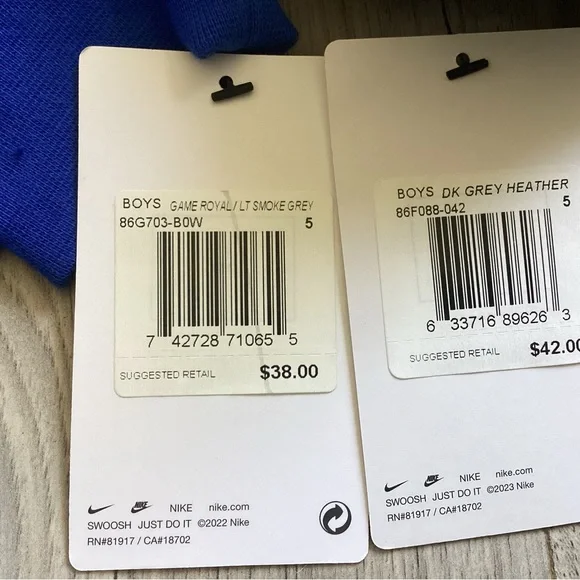 BOYS GAME ROYAL / LT SMOKE GREY
86G703-B0W 5
7 42728 71065 5
SUGGESTED RETAIL $38.00
NIKE nike.com
SWOOSH JUST DO IT ©2022 Nike
RN#81917 / CA#18702
BOYS DK GREY HEATHER
86F088-042 5
6 33716 89626 3
SUGGESTED RETAIL $42.00
NIKE nike.com
SWOOSH JUST DO IT ©2023 Nike
RN#81917 / CA#18702